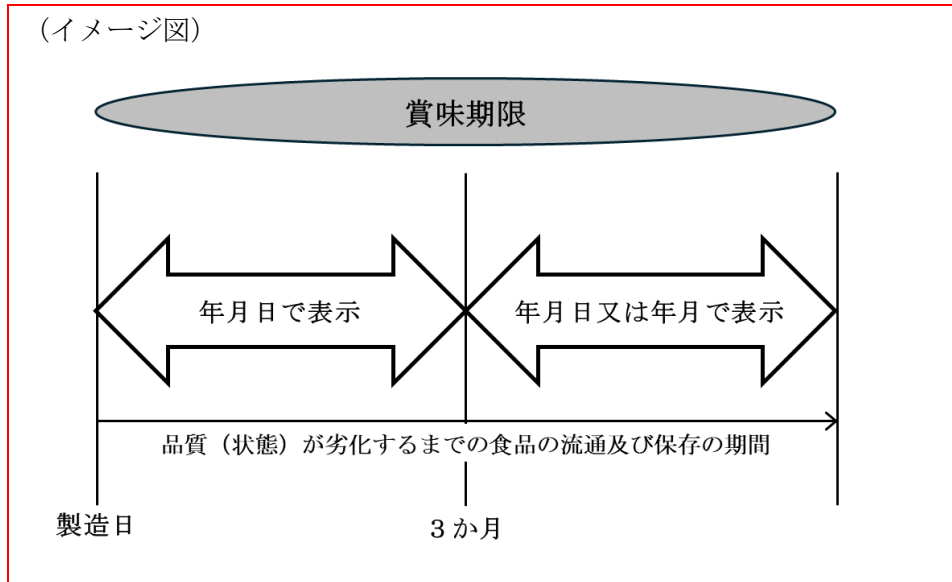 （イメージ図）
賞味期限
年月日で表示
年月日又は年月で表示
品質（状態）が劣化するまでの食品の流通及び保存の期間
製造日
３か月